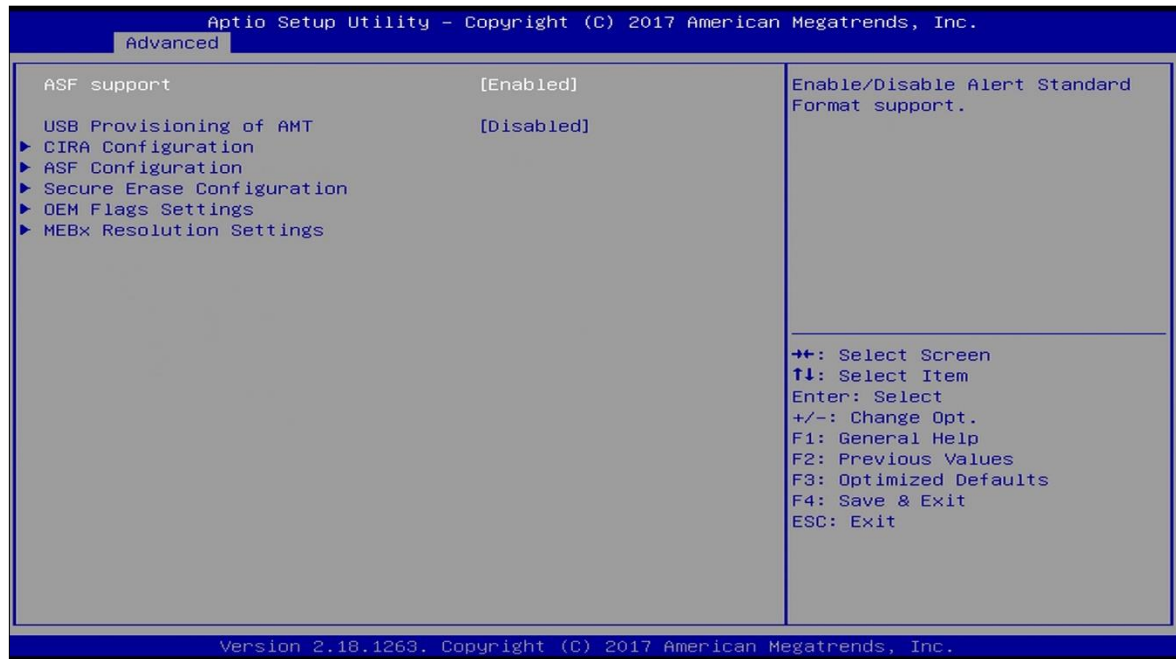 Aptio Setup Utility – Copyright (C) 2017 American Megatrends, Inc.
Advanced
ASF support [Enabled]
USB Provisioning of AMT [Disabled]
▶ CIRA Configuration
▶ ASF Configuration
▶ Secure Erase Configuration
▶ OEM Flags Settings
▶ MEBx Resolution Settings
Enable/Disable Alert Standard
Format support.
→←: Select Screen
↑↓: Select Item
Enter: Select
+/-: Change Opt.
F1: General Help
F2: Previous Values
F3: Optimized Defaults
F4: Save & Exit
ESC: Exit
Version 2.18.1263. Copyright (C) 2017 American Megatrends, Inc.